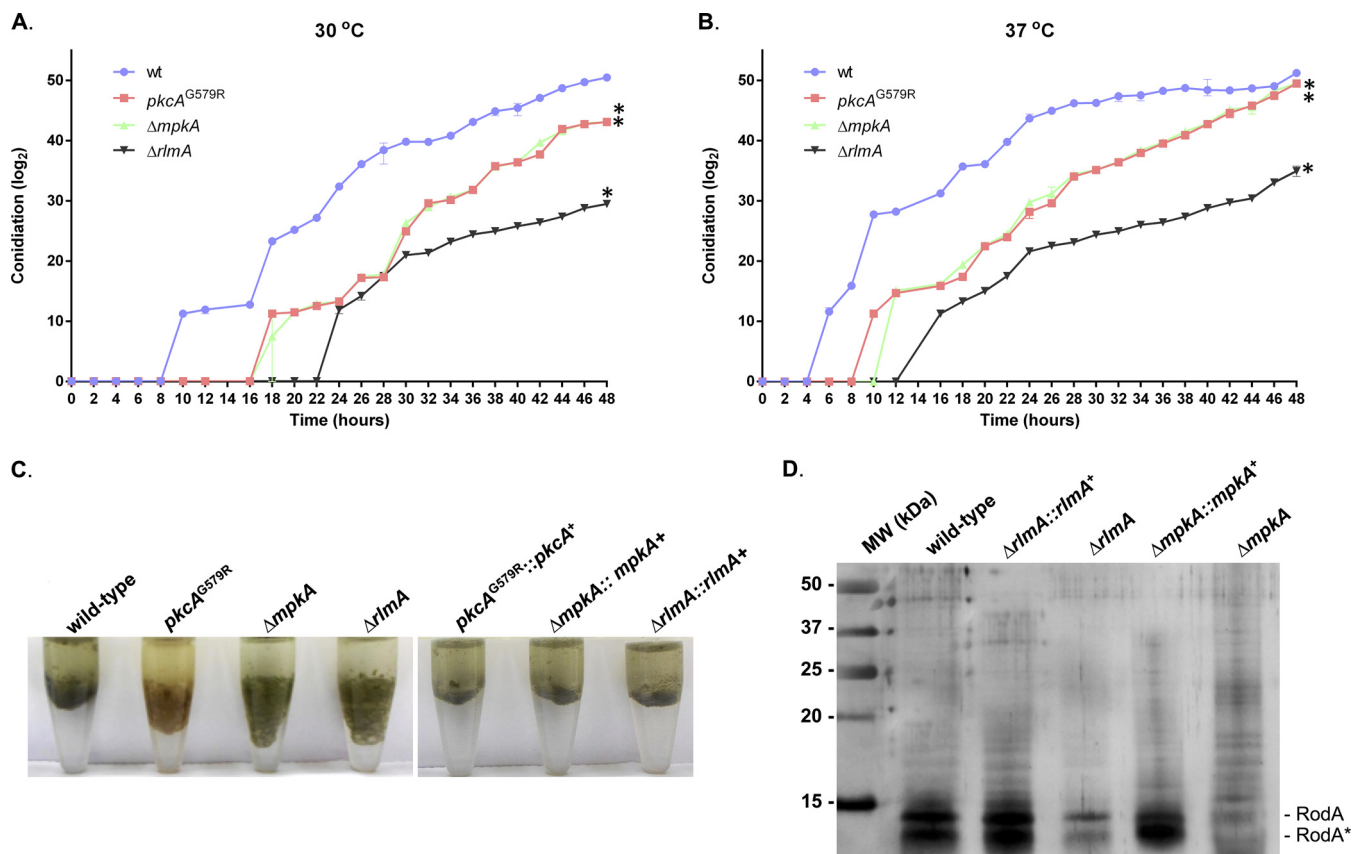 A.
30 ºC
wt
pkcA^G579R
ΔmpkA
ΔrlmA
Conidiation (log₂)
50
40
30
20
10
0
*
*
*
0 2 4 6 8 10 12 14 16 18 20 22 24 26 28 30 32 34 36 38 40 42 44 46 48
Time (hours)
B.
37 ºC
wt
pkcA^G579R
ΔmpkA
ΔrlmA
Conidiation (log₂)
50
40
30
20
10
0
*
*
*
0 2 4 6 8 10 12 14 16 18 20 22 24 26 28 30 32 34 36 38 40 42 44 46 48
Time (hours)
C.
wild-type
pkcA^G579R
ΔmpkA
ΔrlmA
pkcA^G579R::pkcA⁺
ΔmpkA:: mpkA+
ΔrlmA::rlmA+
D.
MW (kDa)
wild-type
ΔrlmA::rlmA⁺
ΔrlmA
ΔmpkA::mpkA⁺
ΔmpkA
50 -
37 -
25 -
20 -
15 -
- RodA
- RodA*